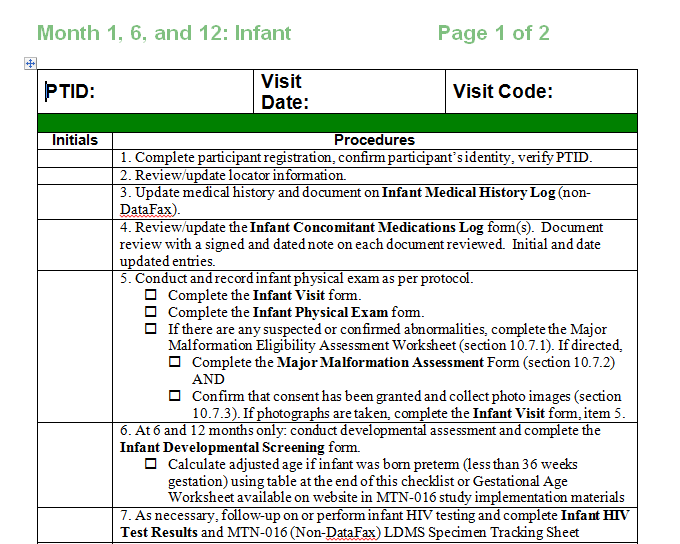 Month 1, 6, and 12: Infant Page 1 of 2
PTID: Visit Date: Visit Code:
Initials Procedures
1. Complete participant registration, confirm participant's identity, verify PTID.
2. Review/update locator information.
3. Update medical history and document on Infant Medical History Log (non-
DataFax).
4. Review/update the Infant Concomitant Medications Log form(s). Document
review with a signed and dated note on each document reviewed. Initial and date
updated entries.
5. Conduct and record infant physical exam as per protocol.
☐ Complete the Infant Visit form.
☐ Complete the Infant Physical Exam form.
☐ If there are any suspected or confirmed abnormalities, complete the Major
Malformation Eligibility Assessment Worksheet (section 10.7.1). If directed,
☐ Complete the Major Malformation Assessment Form (section 10.7.2)
AND
☐ Confirm that consent has been granted and collect photo images (section
10.7.3). If photographs are taken, complete the Infant Visit form, item 5.
6. At 6 and 12 months only: conduct developmental assessment and complete the
Infant Developmental Screening form.
☐ Calculate adjusted age if infant was born preterm (less than 36 weeks
gestation) using table at the end of this checklist or Gestational Age
Worksheet available on website in MTN-016 study implementation materials
7. As necessary, follow-up on or perform infant HIV testing and complete Infant HIV
Test Results and MTN-016 (Non-DataFax) LDMS Specimen Tracking Sheet